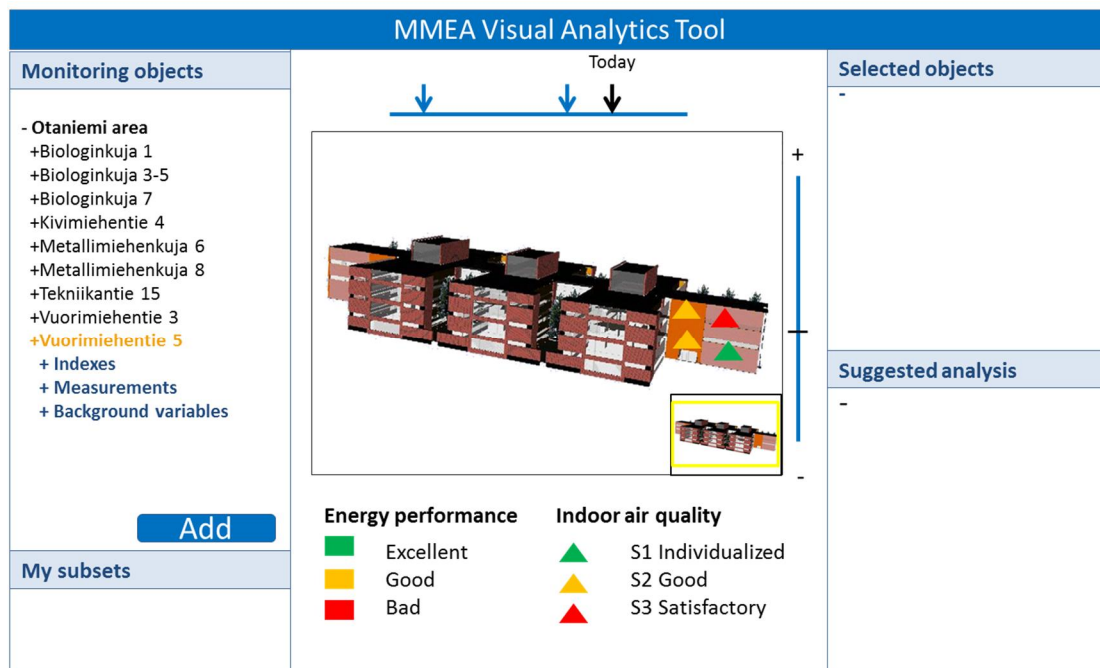 MMEA Visual Analytics Tool
Monitoring objects
- Otaniemi area
+Biologinkuja 1
+Biologinkuja 3-5
+Biologinkuja 7
+Kivimiehentie 4
+Metallimiehenkuja 6
+Metallimiehenkuja 8
+Tekniikantie 15
+Vuorimiehentie 3
+Vuorimiehentie 5
+ Indexes
+ Measurements
+ Background variables
Add
My subsets
Today
+
-
Energy performance
Excellent
Good
Bad
Indoor air quality
S1 Individualized
S2 Good
S3 Satisfactory
Selected objects
-
Suggested analysis
-